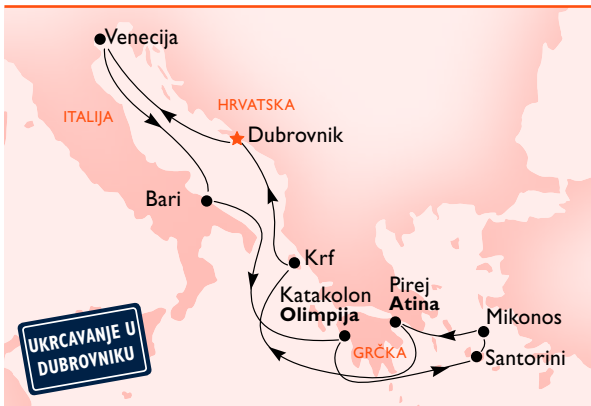 Venecija
ITALIJA
HRVATSKA
Dubrovnik
Bari
Krf
Katakolon
Olimpija
Pirej
Atina
Mikonos
GRČKA
Santorini
UKRCAVANJE U
DUBROVNIKU